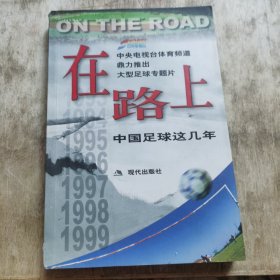 ON THE ROAD
中央电视台体育频道
鼎力推出
大型足球专题片
在路上
中国足球这几年
现代出版社
1995
1996
1997
1998
1999